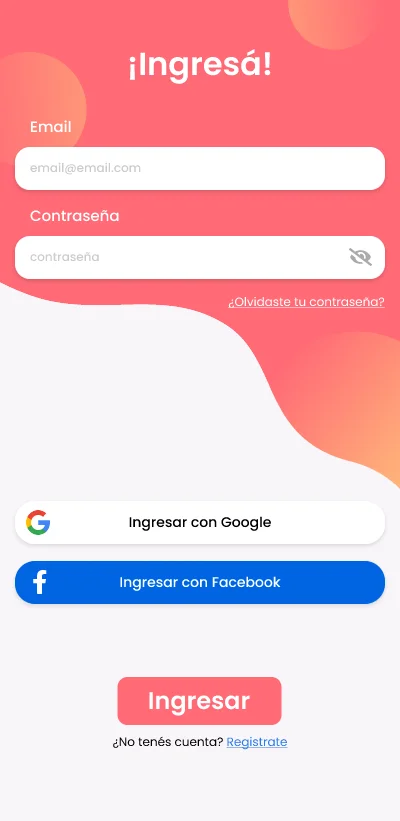 ¡Ingresá!
Email
email@email.com
Contraseña
contraseña
¿Olvidaste tu contraseña?
Ingresar con Google
Ingresar con Facebook
Ingresar
¿No tenés cuenta? Registrate